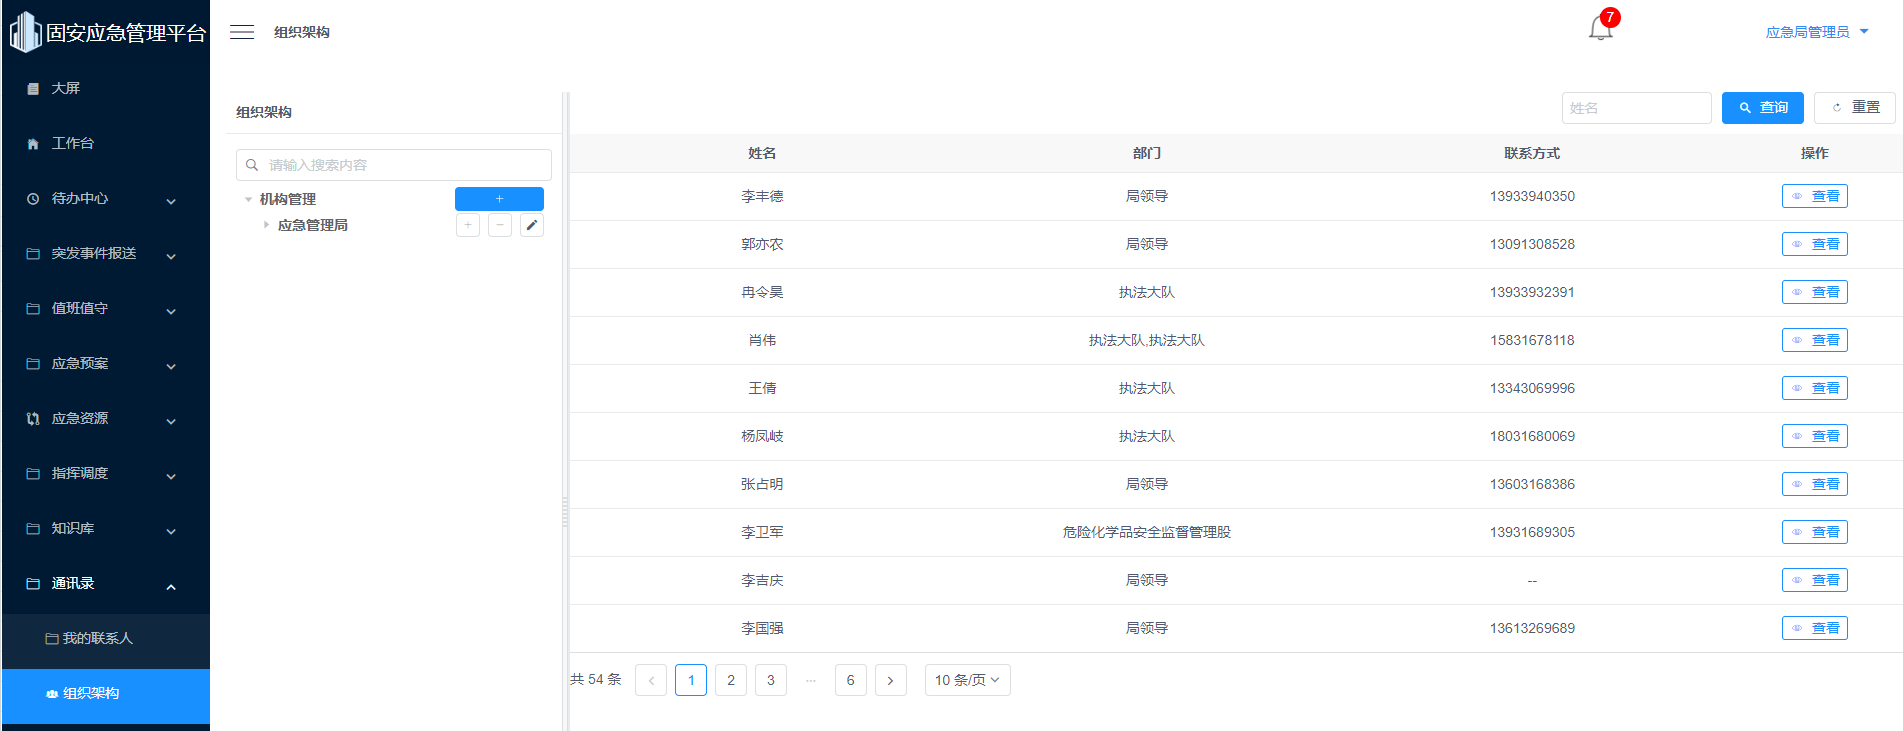 固安应急管理平台
组织架构
7
应急局管理员
大屏
工作台
待办中心
突发事件报送
值班值守
应急预案
应急资源
指挥调度
知识库
通讯录
我的联系人
组织架构
组织架构
请输入搜索内容
机构管理
应急管理局
姓名 查询 重置
姓名 部门 联系方式 操作
李丰德 局领导 13933940350 查看
郭亦农 局领导 13091308528 查看
冉令昊 执法大队 13933932391 查看
肖伟 执法大队,执法大队 15831678118 查看
王倩 执法大队 13343069996 查看
杨凤岐 执法大队 18031680069 查看
张占明 局领导 13603168386 查看
李卫军 危险化学品安全监督管理股 13931689305 查看
李吉庆 局领导 -- 查看
李国强 局领导 13613269689 查看
共 54 条 1 2 3 ··· 6 10 条/页